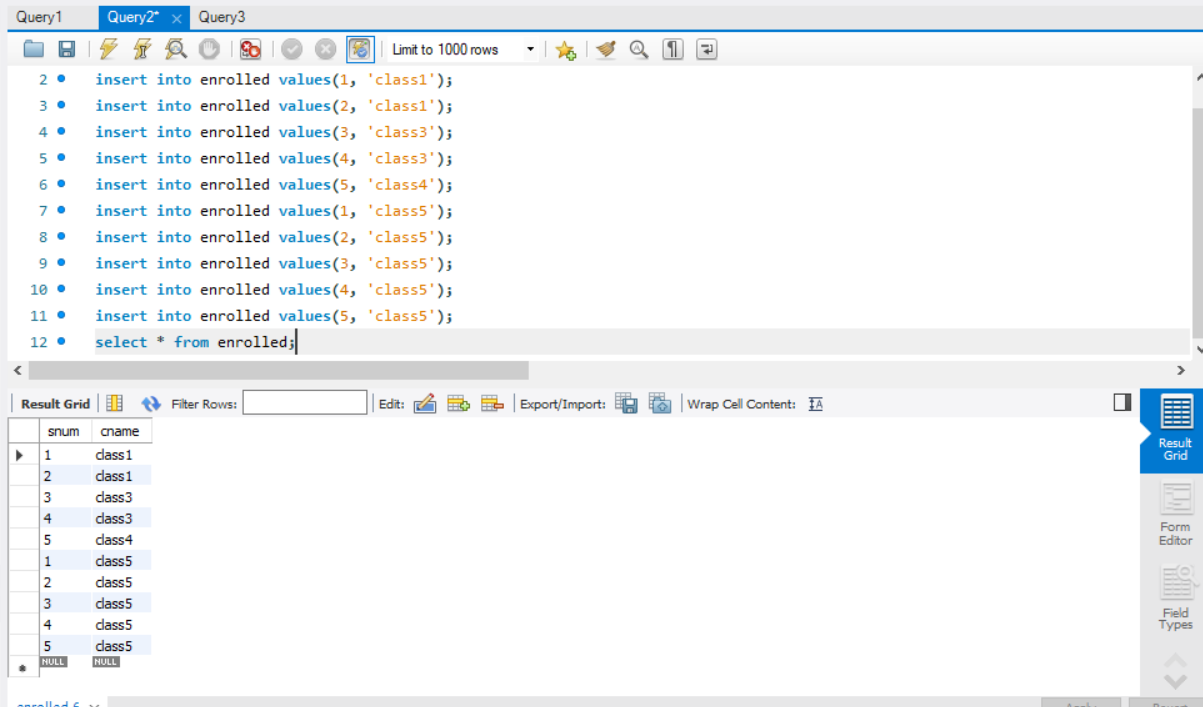 Query1 Query2* × Query3
Limit to 1000 rows
2 insert into enrolled values(1, 'class1');
3 insert into enrolled values(2, 'class1');
4 insert into enrolled values(3, 'class3');
5 insert into enrolled values(4, 'class3');
6 insert into enrolled values(5, 'class4');
7 insert into enrolled values(1, 'class5');
8 insert into enrolled values(2, 'class5');
9 insert into enrolled values(3, 'class5');
10 insert into enrolled values(4, 'class5');
11 insert into enrolled values(5, 'class5');
12 select * from enrolled;
Result Grid Filter Rows: Edit: Export/Import: Wrap Cell Content: IA
snum cname
1 class1
2 class1
3 class3
4 class3
5 class4
1 class5
2 class5
3 class5
4 class5
5 class5
NULL NULL
Result
Grid
Form
Editor
Field
Types
enrolled 6 Apply Revert